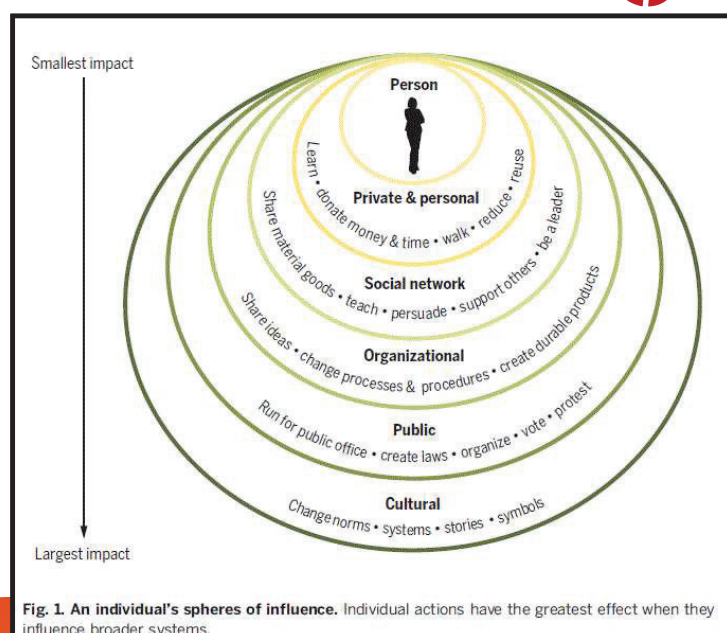 Smallest impact
Person
Private & personal
Learn • donate money & time • walk • reduce • reuse
Social network
Share material goods • teach • persuade • support others • be a leader
Organizational
Share ideas • change processes & procedures • create durable products
Public
Run for public office • create laws • organize • vote • protest
Cultural
Change norms • systems • stories • symbols
Largest impact
Fig. 1. An individual's spheres of influence. Individual actions have the greatest effect when they
influence broader systems.